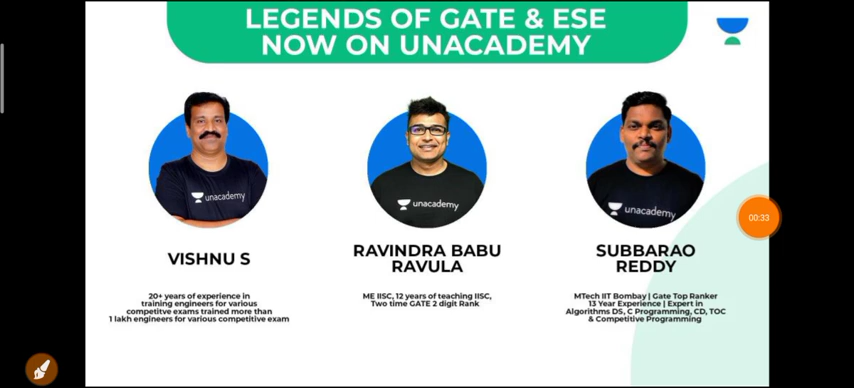 LEGENDS OF GATE & ESE
NOW ON UNACADEMY
unacademy
unacademy
unacademy
VISHNU S
RAVINDRA BABU
RAVULA
SUBBARAO
REDDY
20+ years of experience in
training engineers for various
competitve exams trained more than
1 lakh engineers for various competitive exam
ME IISC, 12 years of teaching IISC,
Two time GATE 2 digit Rank
MTech IIT Bombay | Gate Top Ranker
13 Year Experience | Expert in
Algorithms DS, C Programming, CD, TOC
& Competitive Programming
00:33